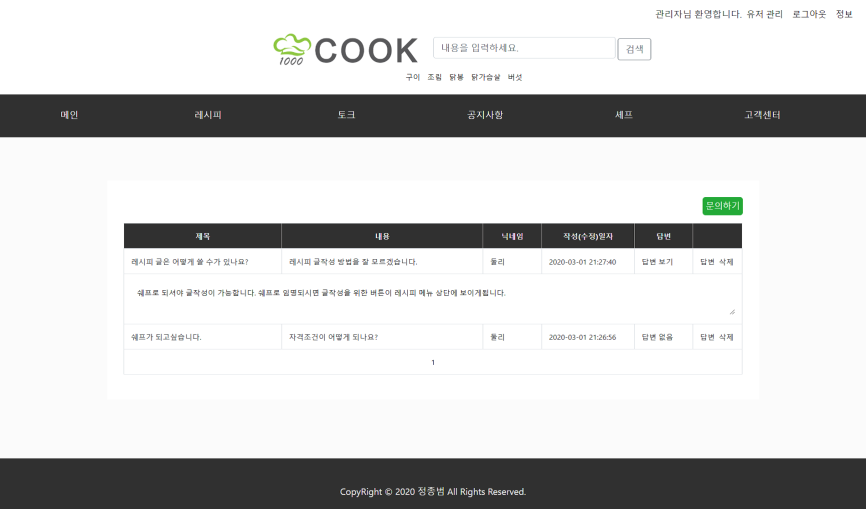 관리자님 환영합니다. 유저 관리 로그아웃 정보
1000 COOK 내용을 입력하세요. 검색
구이 조림 닭봉 닭가슴살 버섯
메인 레시피 토크 공지사항 셰프 고객센터
문의하기
제목 내용 닉네임 작성(수정)일자 답변
레시피 글은 어떻게 쓸 수가 있나요? 레시피 글작성 방법을 잘 모르겠습니다. 둘리 2020-03-01 21:27:40 답변 보기 답변 삭제
쉐프로 되셔야 글작성이 가능합니다. 쉐프로 임명되시면 글작성을 위한 버튼이 레시피 메뉴 상단에 보이게됩니다.
쉐프가 되고싶습니다. 자격조건이 어떻게 되나요? 둘리 2020-03-01 21:26:56 답변 없음 답변 삭제
1
CopyRight © 2020 정종범 All Rights Reserved.